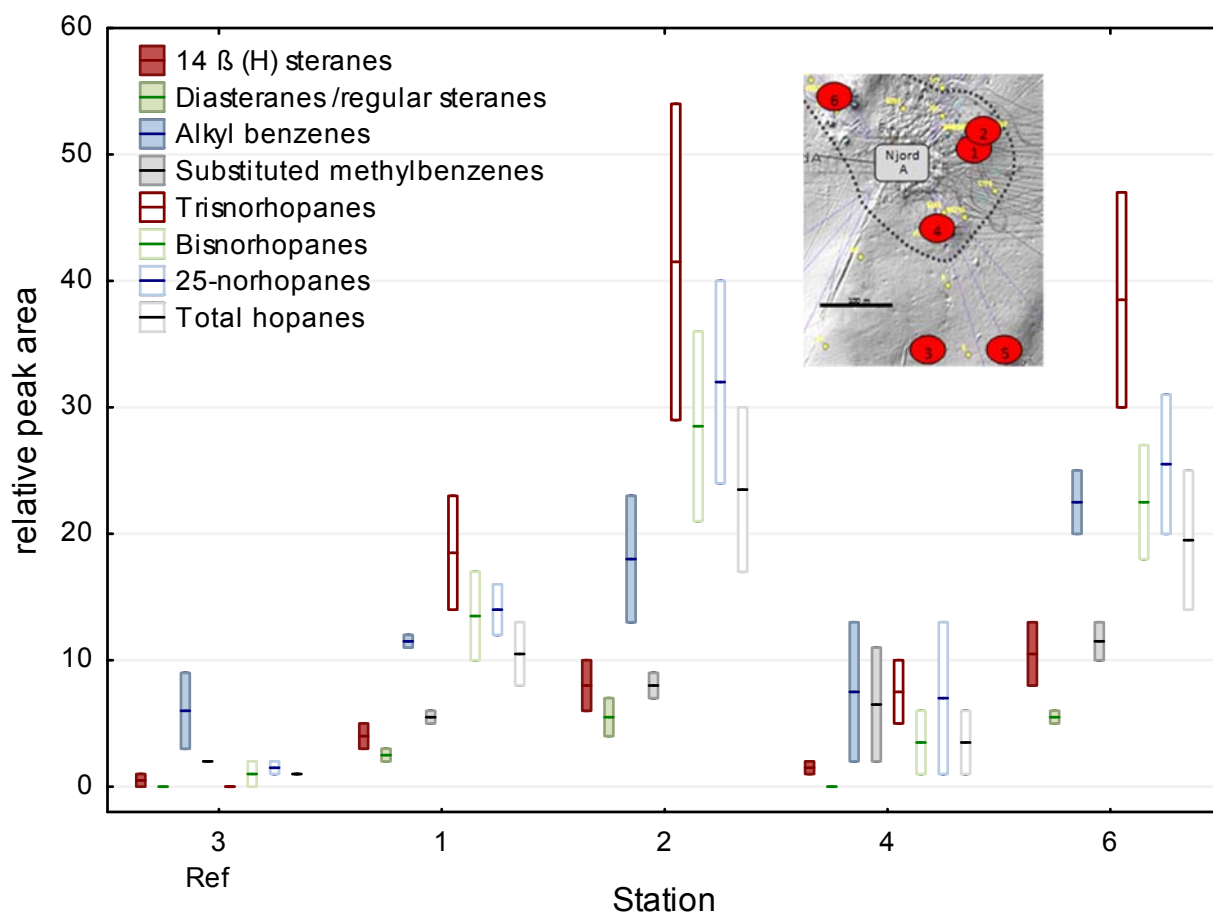 60
50
40
30
20
10
0
relative peak area
14 ß (H) steranes
Diasteranes /regular steranes
Alkyl benzenes
Substituted methylbenzenes
Trisnorhopanes
Bisnorhopanes
25-norhopanes
Total hopanes
6
2
1
Njord
A
4
3
5
3
1
2
4
6
Ref
Station